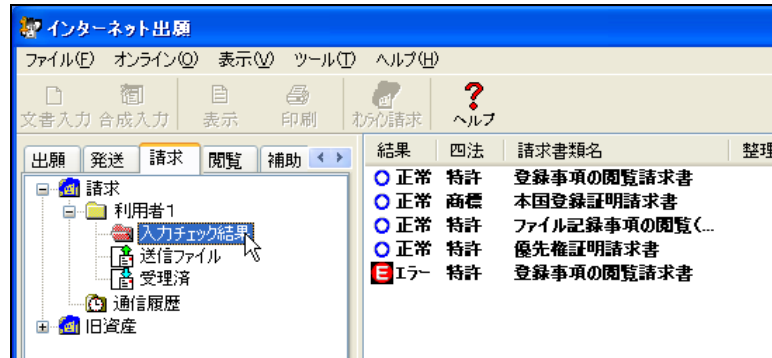 インターネット出願
ファイル(F) オンライン(O) 表示(V) ツール(T) ヘルプ(H)
文書入力 合成入力 表示 印刷 オンライン請求 ヘルプ
出願 発送 請求 閲覧 補助
請求
利用者1
入力チェック結果
送信ファイル
受理済
通信履歴
旧資産
結果 四法 請求書類名 整理
正常 特許 登録事項の閲覧請求書
正常 商標 本国登録証明請求書
正常 特許 ファイル記録事項の閲覧(...
正常 特許 優先権証明請求書
E エラー 特許 登録事項の閲覧請求書